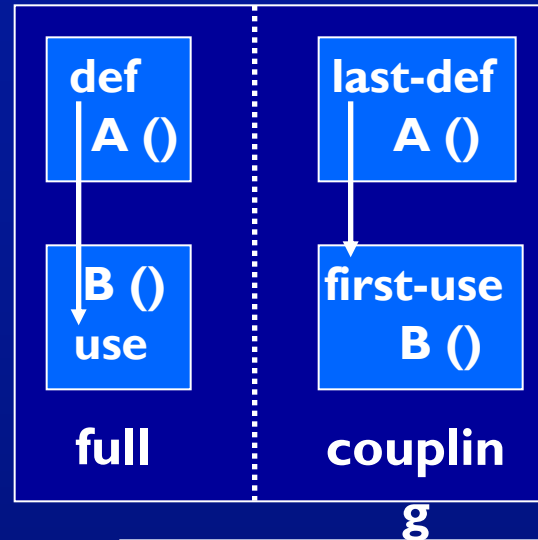 def
A ()
B ()
use
full
last-def
A ()
first-use
B ()
couplin
g